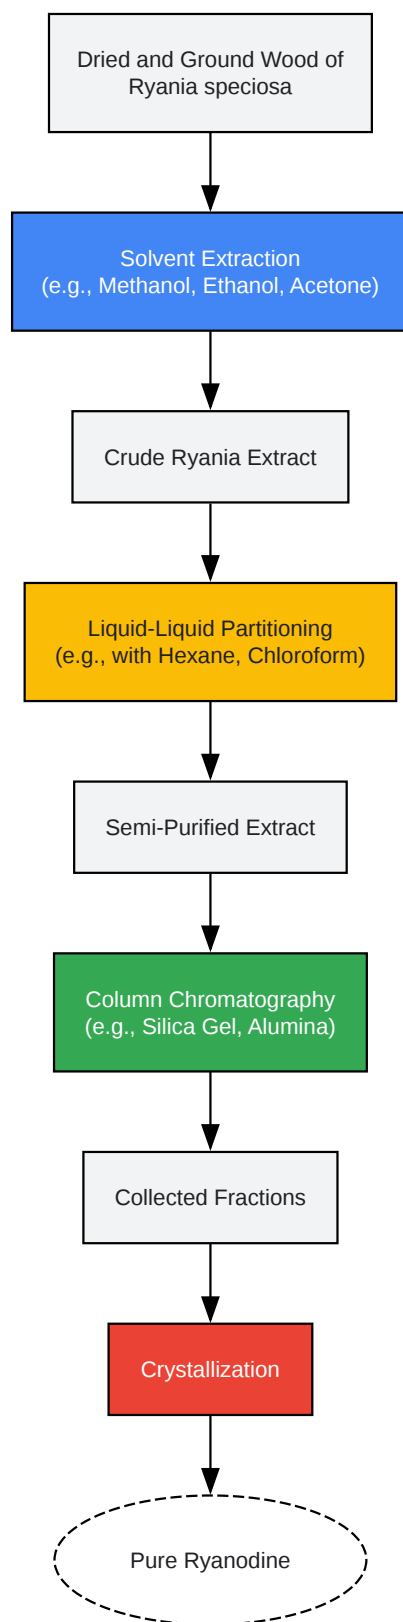 Dried and Ground Wood of
Ryania speciosa
Solvent Extraction
(e.g., Methanol, Ethanol, Acetone)
Crude Ryania Extract
Liquid-Liquid Partitioning
(e.g., with Hexane, Chloroform)
Semi-Purified Extract
Column Chromatography
(e.g., Silica Gel, Alumina)
Collected Fractions
Crystallization
Pure Ryanodine